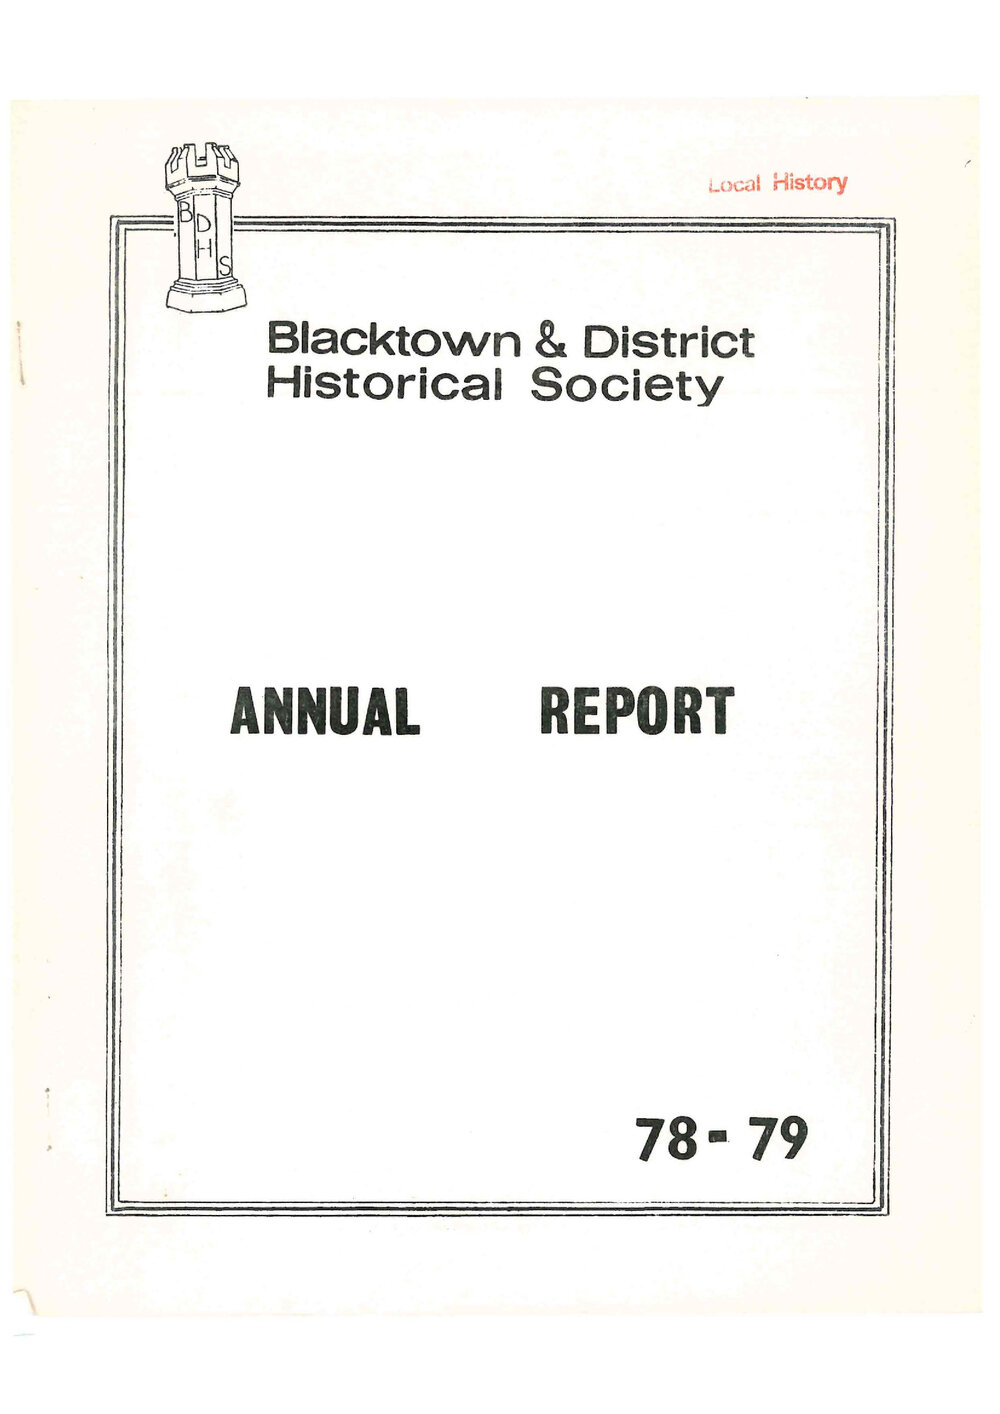 Local History
B
D
H
S
Blacktown & District
Historical Society
ANNUAL REPORT
78-79